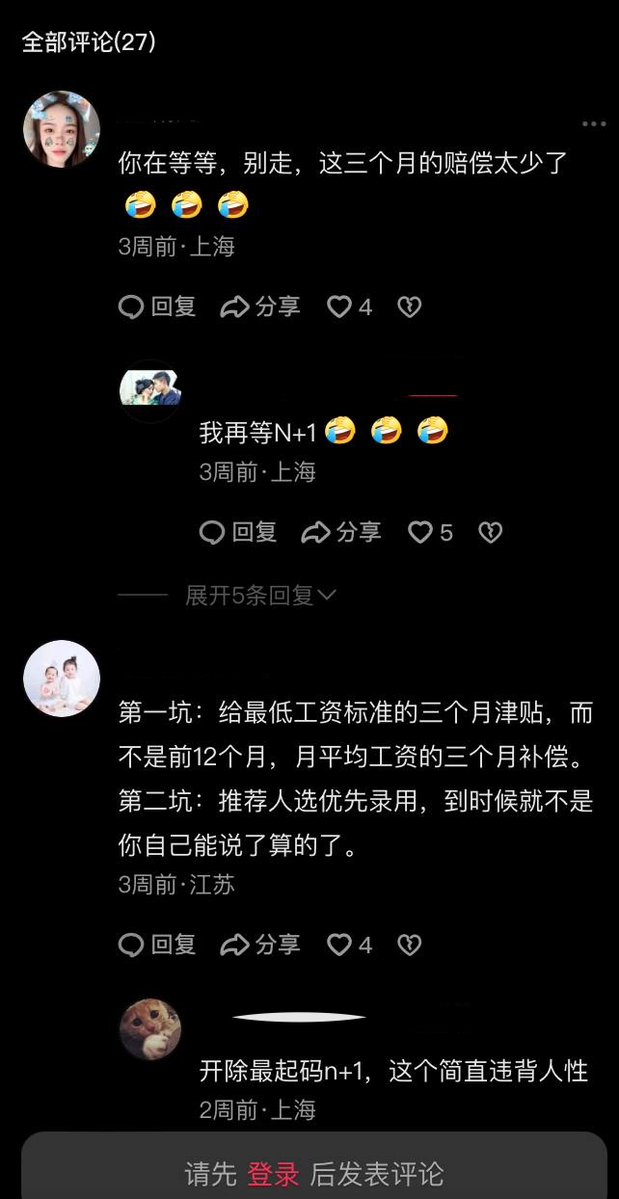 全部评论(27)
你在等等，别走，这三个月的赔偿太少了
🤣 🤣 🤣
3周前·上海
回复 分享 4
我再等N+1 🤣 🤣 🤣
3周前·上海
回复 分享 5
展开5条回复
第一坑：给最低工资标准的三个月津贴，而
不是前12个月，月平均工资的三个月补偿。
第二坑：推荐人选优先录用，到时候就不是
你自己能说了算的了。
3周前·江苏
回复 分享 4
开除最起码n+1，这个简直违背人性
2周前·上海
请先 登录 后发表评论